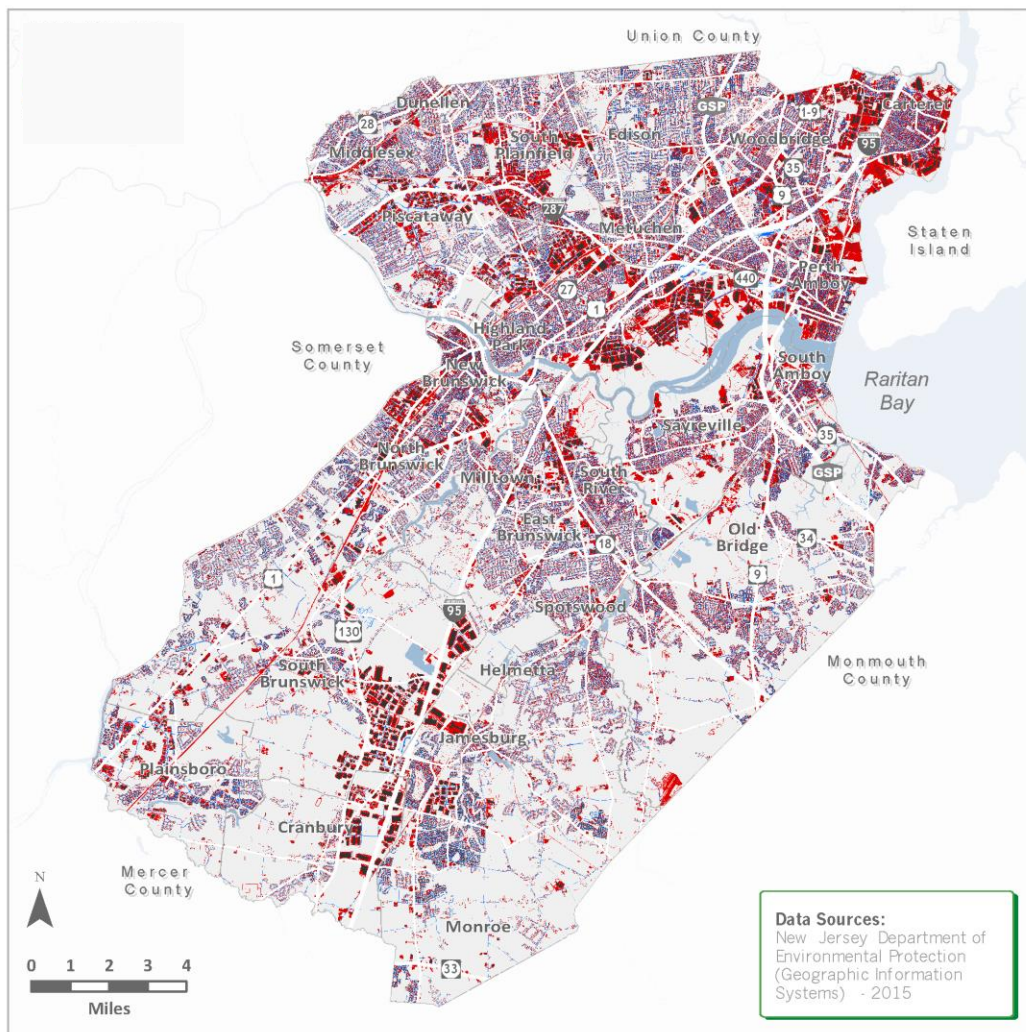 Union County
Dunellen
GSP
1-9
Carteret
28
South
Plainfield
Edison
Woodbridge
Middlesex
95
35
9
Piscataway
287
Metuchen
Staten
Island
Perth
Amboy
440
27
1
Highland
Park
Somerset
County
New
Brunswick
South
Amboy
Raritan
Bay
Sayreville
35
North
Brunswick
Milltown
South
River
GSP
East
Brunswick
18
Old
Bridge
34
1
9
95
Spotswood
130
South
Brunswick
Helmetta
Monmouth
County
Jamesburg
Plainsboro
Cranbury
Mercer
County
N
Monroe
33
0 1 2 3 4
Miles
Data Sources:
New Jersey Department of
Environmental Protection
(Geographic Information
Systems) - 2015